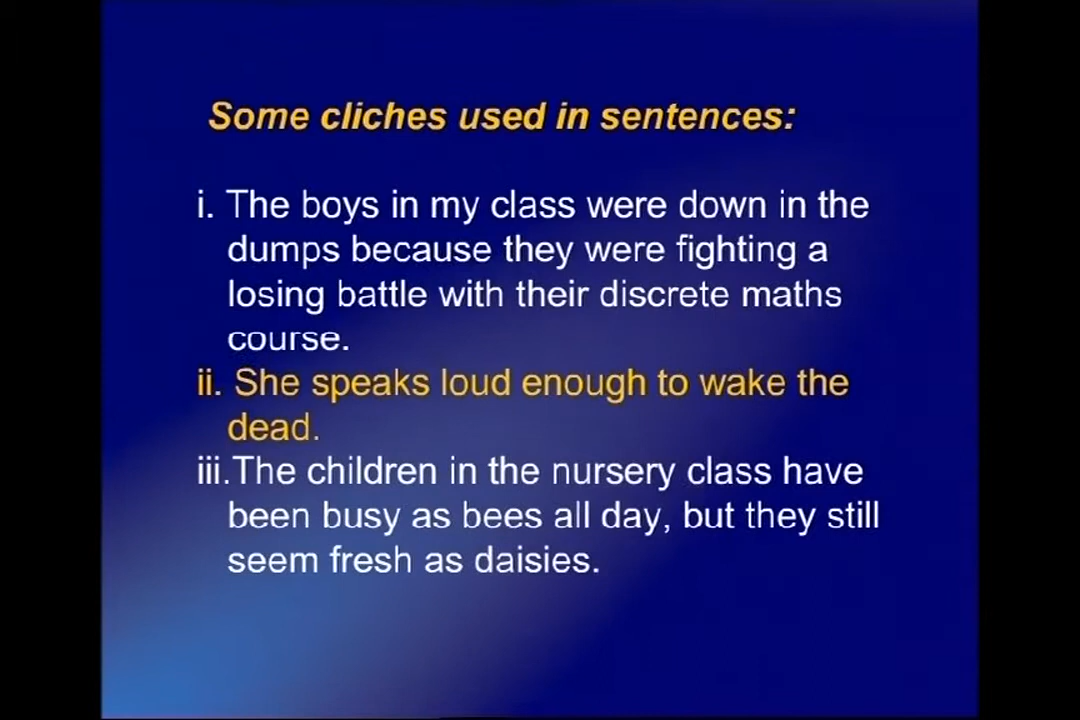 Some cliches used in sentences:
i. The boys in my class were down in the
dumps because they were fighting a
losing battle with their discrete maths
course.
ii. She speaks loud enough to wake the
dead.
iii.The children in the nursery class have
been busy as bees all day, but they still
seem fresh as daisies.